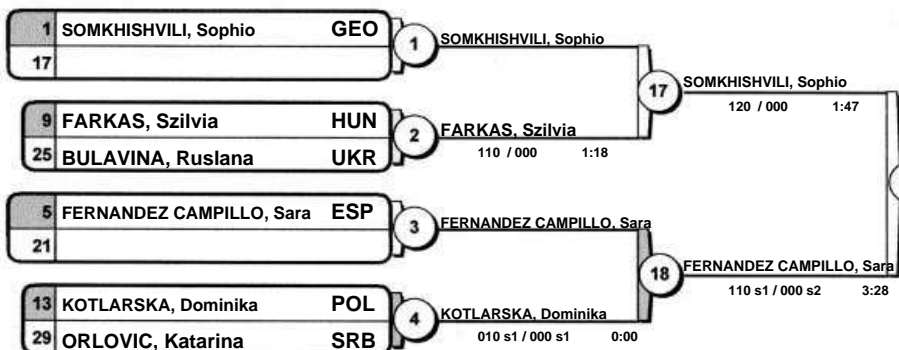 1 SOMKHISHVILI, Sophio GEO
17
1
SOMKHISHVILI, Sophio
17
SOMKHISHVILI, Sophio
120 / 000 1:47
9 FARKAS, Szilvia HUN
25 BULAVINA, Ruslana UKR
2
FARKAS, Szilvia
110 / 000 1:18
5 FERNANDEZ CAMPILLO, Sara ESP
21
3
FERNANDEZ CAMPILLO, Sara
18
FERNANDEZ CAMPILLO, Sara
110 s1 / 000 s2 3:28
13 KOTLARSKA, Dominika POL
29 ORLOVIC, Katarina SRB
4
KOTLARSKA, Dominika
010 s1 / 000 s1 0:00